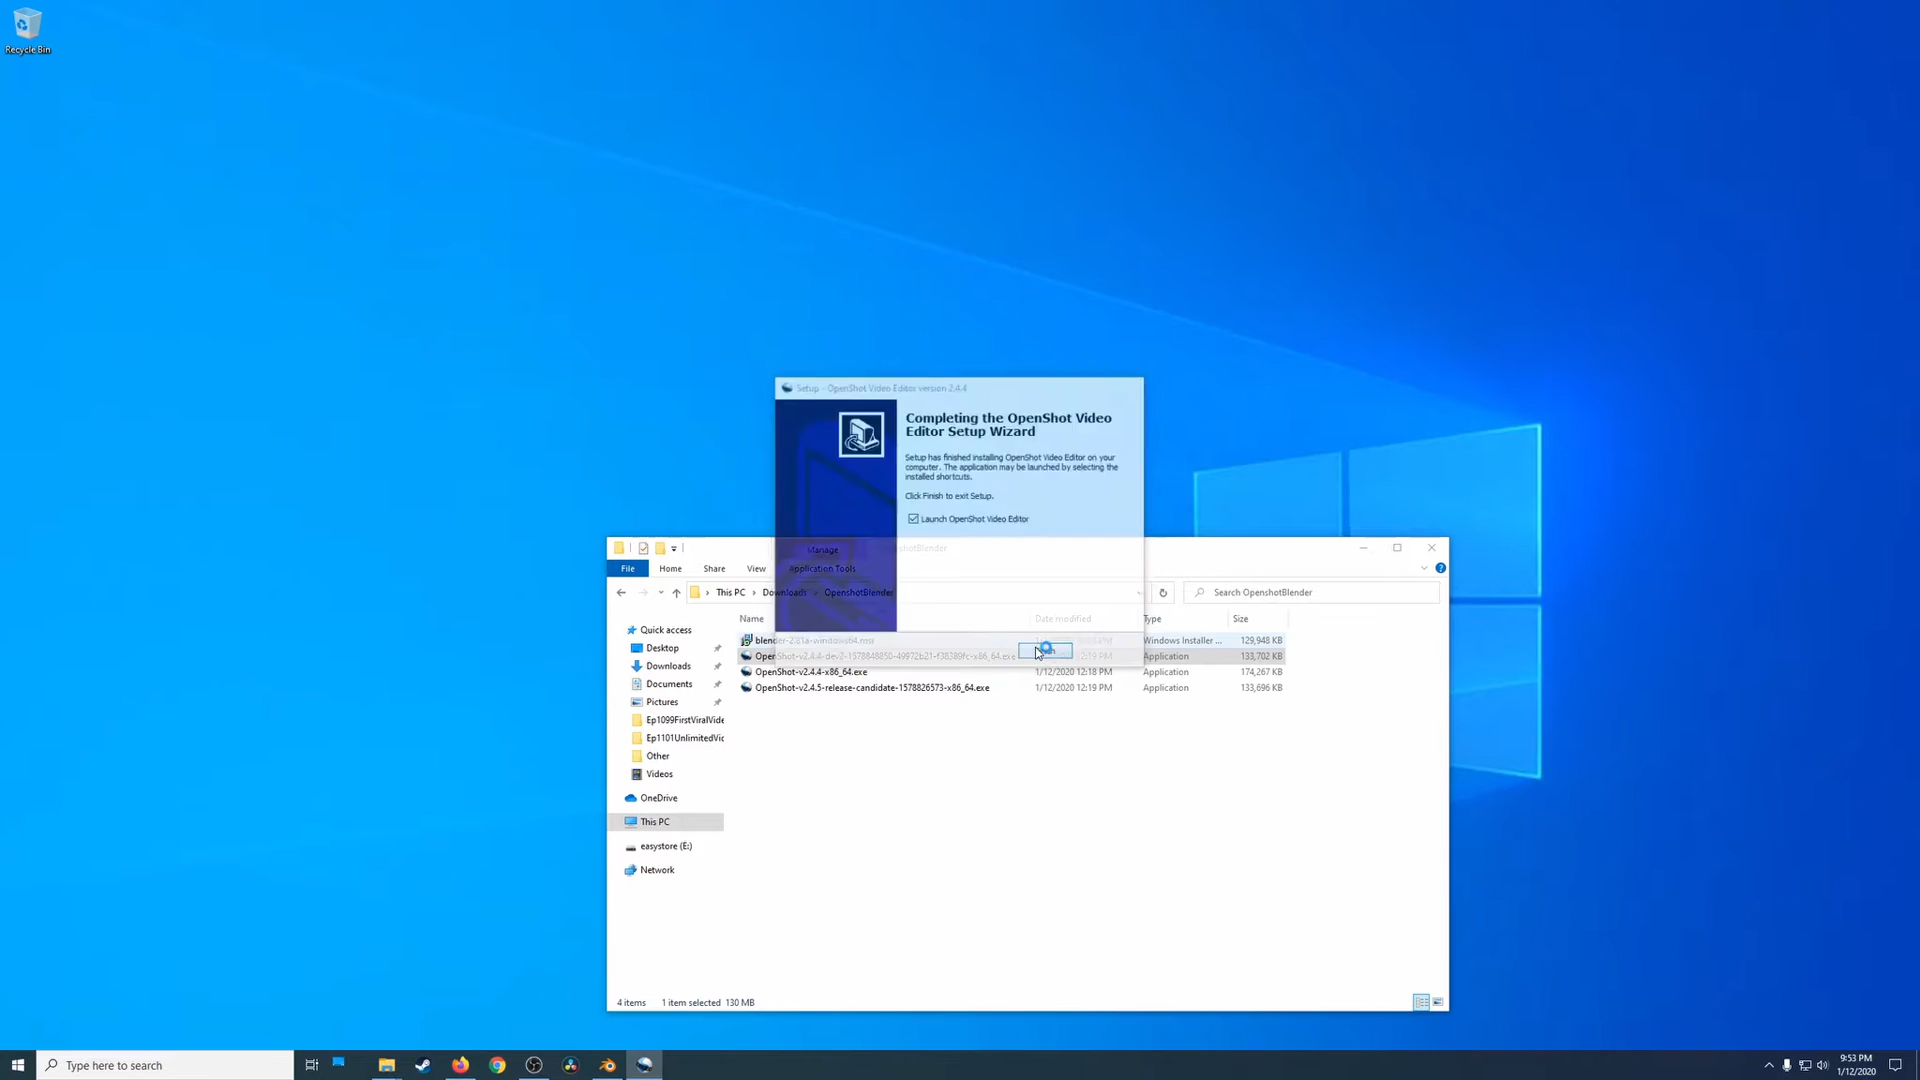 Recycle Bin
Setup - OpenShot Video Editor version 2.4.4
Completing the OpenShot Video
Editor Setup Wizard
Setup has finished installing OpenShot Video Editor on your
computer. The application may be launched by selecting the
installed shortcuts.
Click Finish to exit Setup.
Launch OpenShot Video Editor
Manage
File
Home
Share
View
Application Tools
This PC
Downloads
OpenshotBlender
Search OpenshotBlender
Name
Date modified
Type
Size
blender-2.81a-windows64.msi
Windows Installer ...
129,948 KB
OpenShot-v2.4.4-dev2-1578848850-49972b21-f38389fc-x86_64.exe
12:19 PM
Application
133,702 KB
OpenShot-v2.4.4-x86_64.exe
1/12/2020 12:18 PM
Application
174,267 KB
OpenShot-v2.4.5-release-candidate-1578826573-x86_64.exe
1/12/2020 12:19 PM
Application
133,696 KB
Quick access
Desktop
Downloads
Documents
Pictures
Ep1099FirstViralVide
Ep1101UnlimitedVic
Other
Videos
OneDrive
This PC
easystore (E:)
Network
4 items
1 item selected 130 MB
Type here to search
9:53 PM
1/12/2020